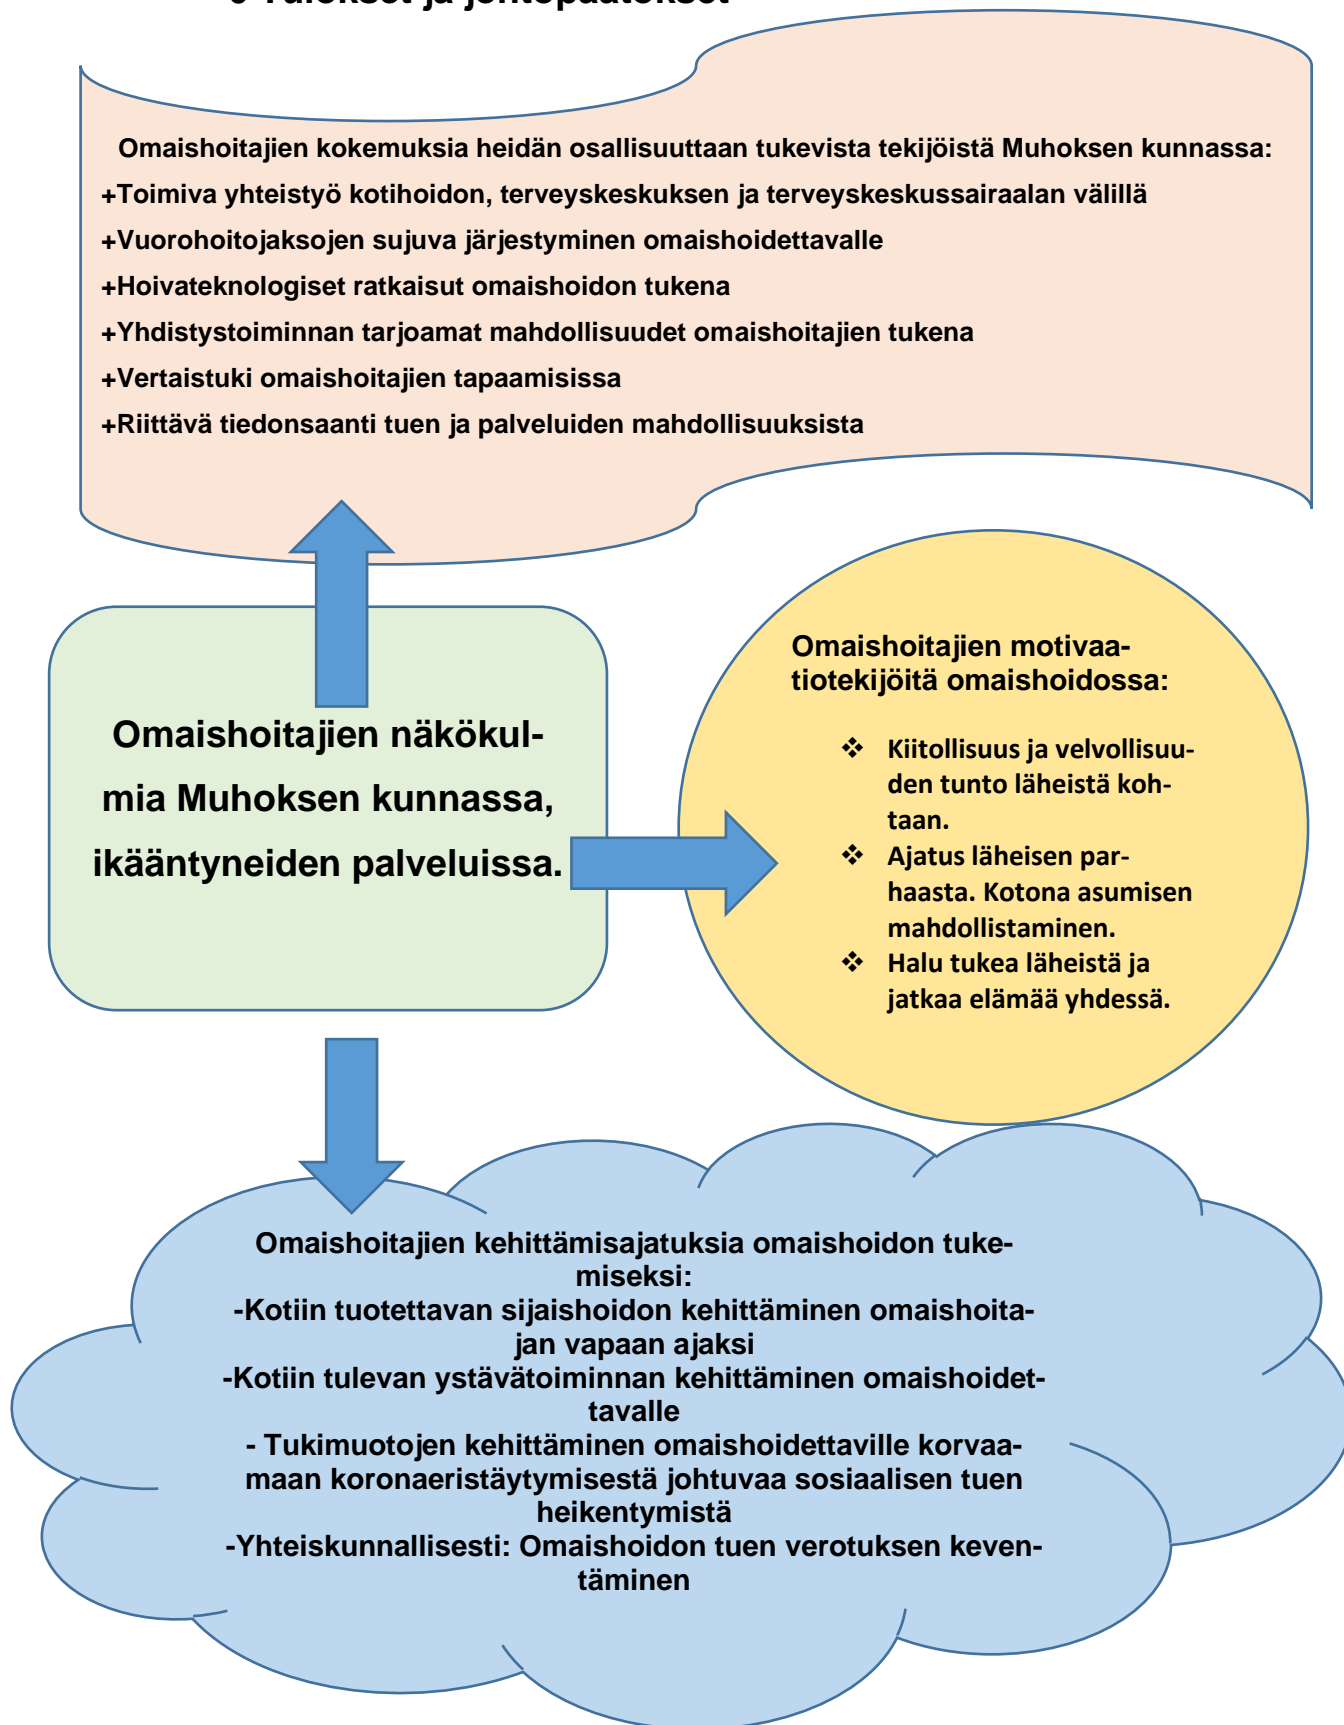 Tulokset ja johtopäätökset
Omaishoitajien kokemuksia heidän osallisuuttaan tukevista tekijöistä Muhoksen kunnassa:
+Toimiva yhteistyö kotihoidon, terveyskeskuksen ja terveyskeskussairaalan välillä
+Vuorohoitojaksojen sujuva järjestyminen omaishoidettavalle
+Hoivateknologiset ratkaisut omaishoidon tukena
+Yhdistystoiminnan tarjoamat mahdollisuudet omaishoitajien tukena
+Vertaistuki omaishoitajien tapaamisissa
+Riittävä tiedonsaanti tuen ja palveluiden mahdollisuuksista
Omaishoitajien näkökul-
mia Muhoksen kunnassa,
ikääntyneiden palveluissa.
Omaishoitajien motivaa-
tiotekijöitä omaishoidossa:
❖ Kiitollisuus ja velvollisuu-
den tunto läheistä koh-
taan.
❖ Ajatus läheisen par-
haasta. Kotona asumisen
mahdollistaminen.
❖ Halu tukea läheistä ja
jatkaa elämää yhdessä.
Omaishoitajien kehittämisajatuksia omaishoidon tuke-
miseksi:
-Kotiin tuotettavan sijaishoidon kehittäminen omaishoita-
jan vapaan ajaksi
-Kotiin tulevan ystävätoiminnan kehittäminen omaishoidet-
tavalle
- Tukimuotojen kehittäminen omaishoidettaville korvaa-
maan koronaeristäytymisestä johtuvaa sosiaalisen tuen
heikentymistä
-Yhteiskunnallisesti: Omaishoidon tuen verotuksen keven-
täminen